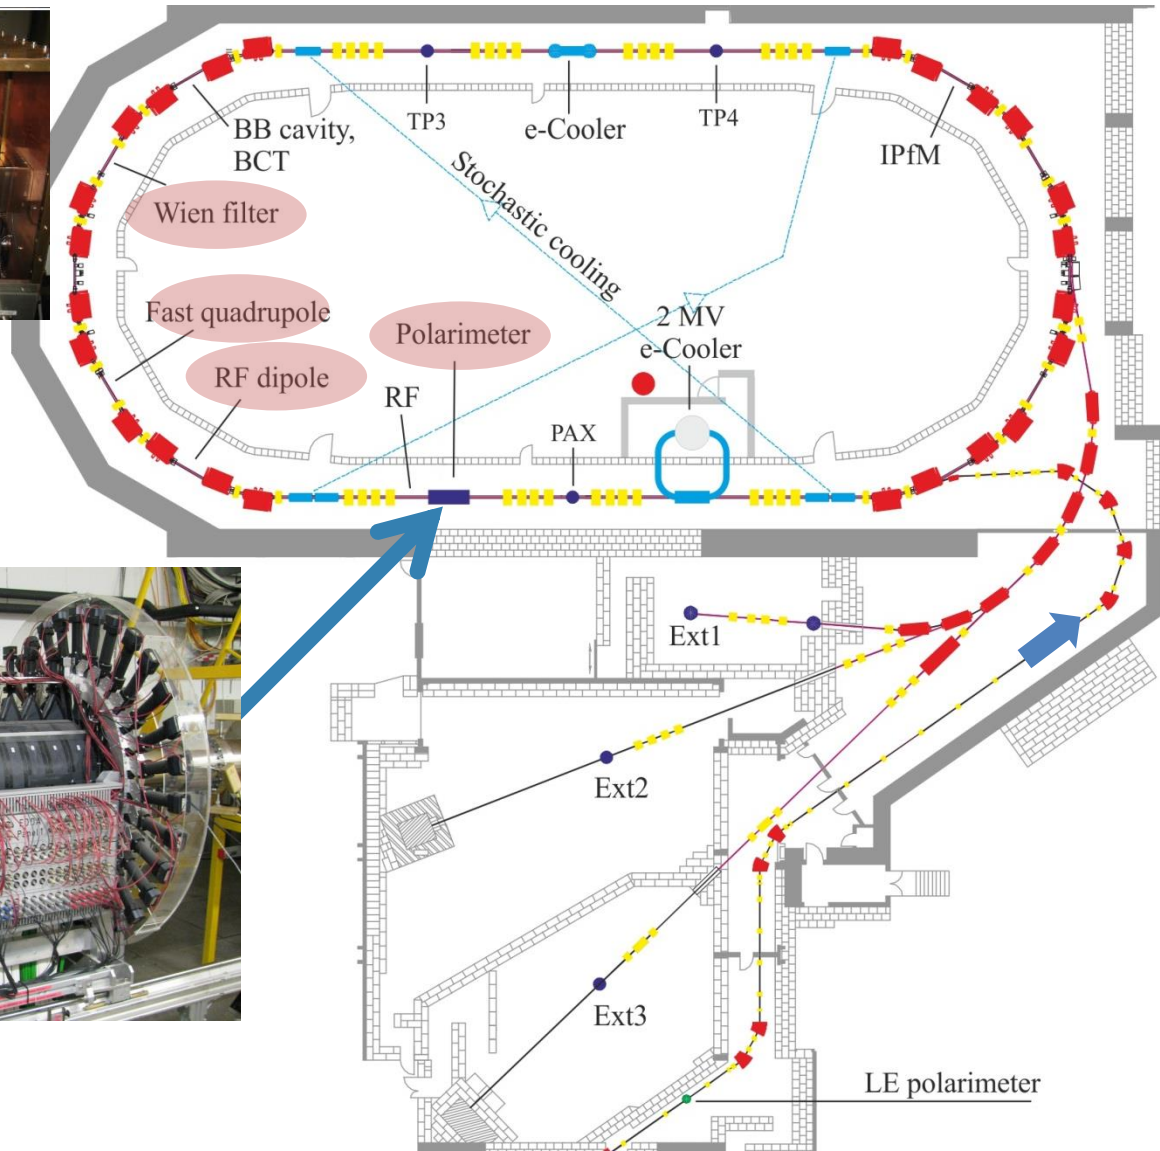 TP3
e-Cooler
TP4
BB cavity,
BCT
IPfM
Stochastic cooling
Wien filter
Fast quadrupole
Polarimeter
2 MV
e-Cooler
RF dipole
RF
PAX
Ext1
Ext2
Ext3
LE polarimeter